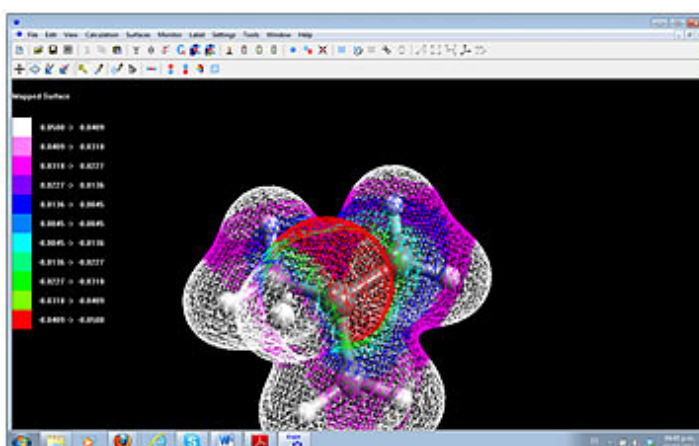 File Edit View Calculation Surfaces Monitor Label Settings Tools Window Help
Mapped Surface
0.0500 -> 0.0409
0.0409 -> 0.0318
0.0318 -> 0.0227
0.0227 -> 0.0136
0.0136 -> 0.0045
0.0045 -> -0.0045
-0.0045 -> -0.0136
-0.0136 -> -0.0227
-0.0227 -> -0.0318
-0.0318 -> -0.0409
-0.0409 -> -0.0500